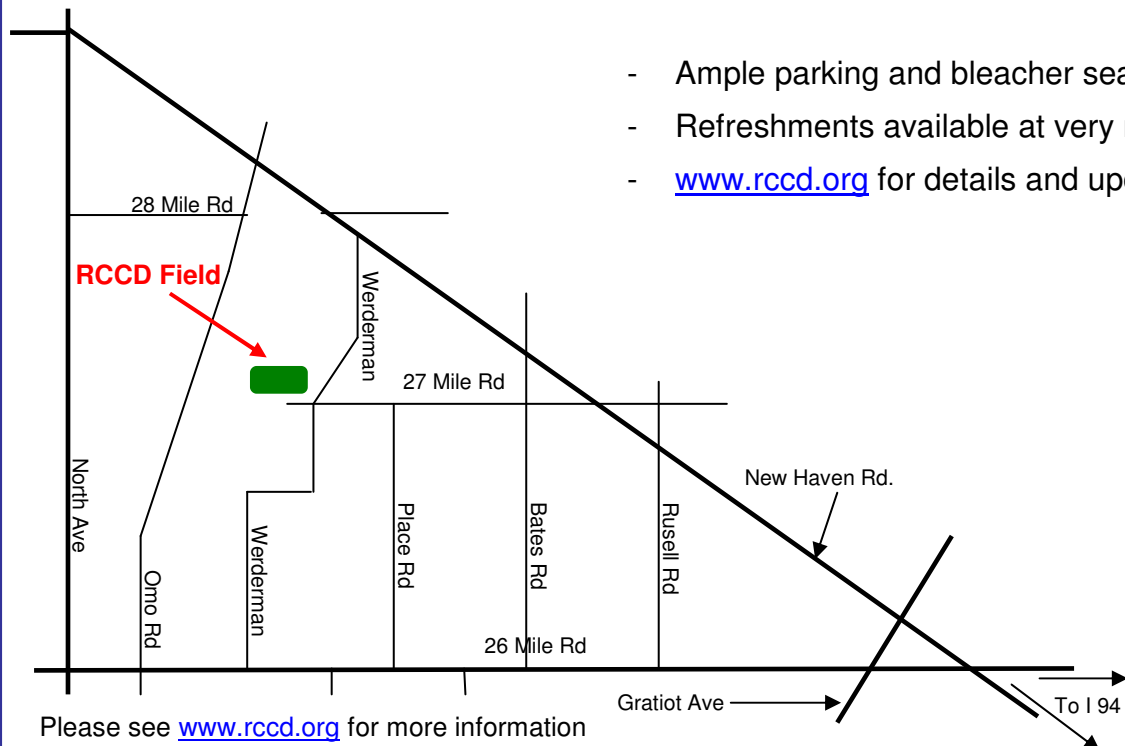 - Ample parking and bleacher sea
- Refreshments available at very
- www.rccd.org for details and up
28 Mile Rd
RCCD Field
Werderman
27 Mile Rd
North Ave
New Haven Rd.
Omo Rd
Werderman
Place Rd
Bates Rd
Rusell Rd
26 Mile Rd
Gratiot Ave
To I 94
Please see www.rccd.org for more information